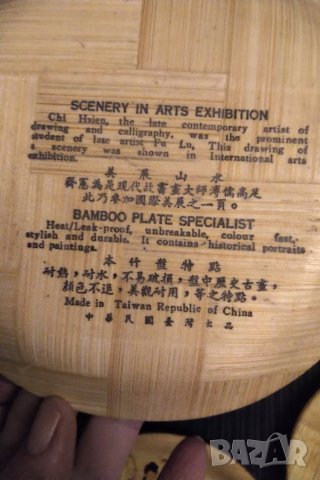 SCENERY IN ARTS EXHIBITION
Chi Hsien, the late contemporary artist of
drawing and calligraphy, was the prominent
student of late artist Fu Lu, This drawing of
a scenery was shown in International arts
exhibition.
美展山水
齊憲為是現代故書畫大師溥儒高足
此乃參加國際美展之一頁。
BAMBOO PLATE SPECIALIST
Heat/Leak-proof, unbreakable, colour fast,
stylish and durable. It contains historical portraits
and paintings.
本竹盤特點
耐熱,耐水,不易破損,盤中歷史古畫,
顏色不退,美觀耐用,等之特點。
Made in Taiwan Republic of China
中華民國臺灣出品
BAZAR